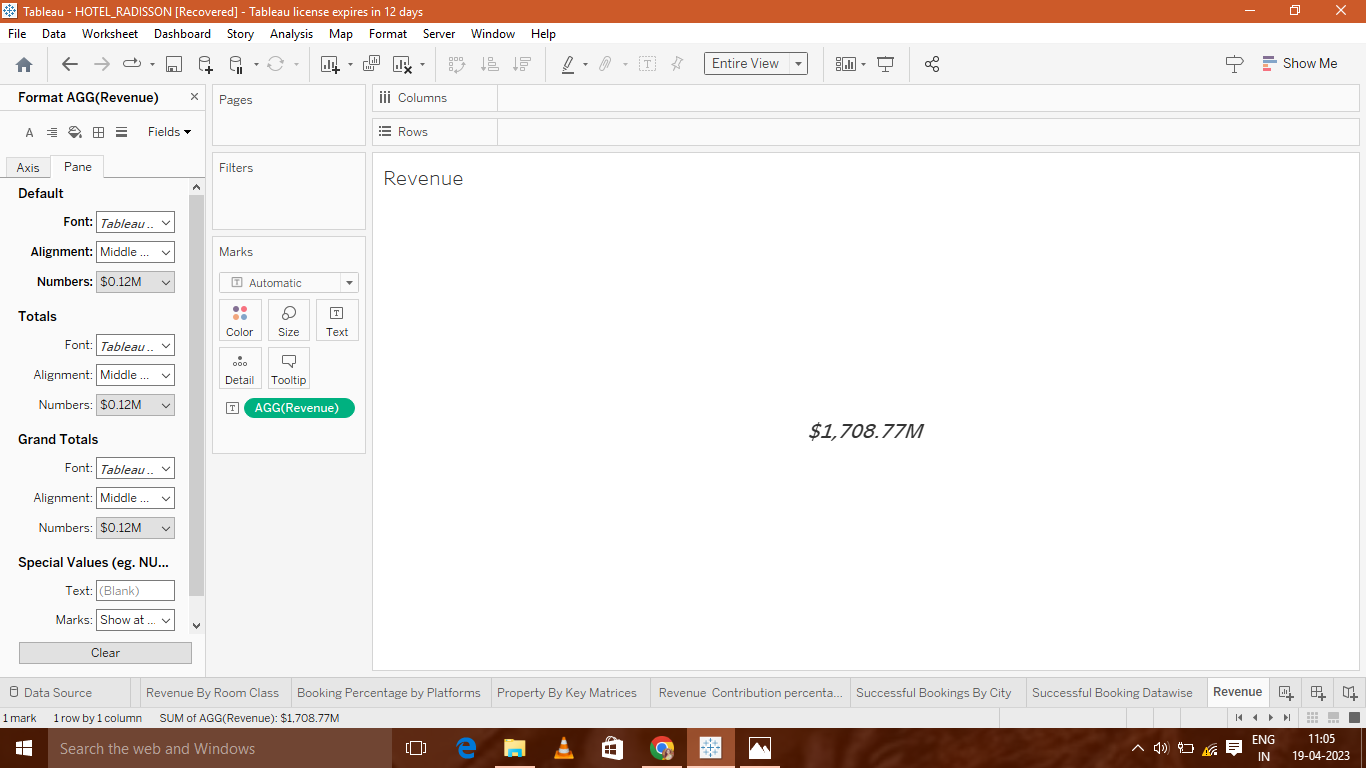 Tableau - HOTEL_RADISSON [Recovered] - Tableau license expires in 12 days
File Data Worksheet Dashboard Story Analysis Map Format Server Window Help
Entire View
Show Me
Format AGG(Revenue)
Fields
Axis Pane
Default
Font: Tableau ..
Alignment: Middle ...
Numbers: $0.12M
Totals
Font: Tableau ..
Alignment: Middle ...
Numbers: $0.12M
Grand Totals
Font: Tableau ..
Alignment: Middle ...
Numbers: $0.12M
Special Values (eg. NU...
Text: (Blank)
Marks: Show at ...
Clear
Pages
Filters
Marks
Automatic
Color Size Text
Detail Tooltip
AGG(Revenue)
Columns
Rows
Revenue
$1,708.77M
Data Source Revenue By Room Class Booking Percentage by Platforms Property By Key Matrices Revenue Contribution percenta... Successful Bookings By City Successful Booking Datawise Revenue
1 mark 1 row by 1 column SUM of AGG(Revenue): $1,708.77M
Search the web and Windows
ENG
IN
11:05
19-04-2023